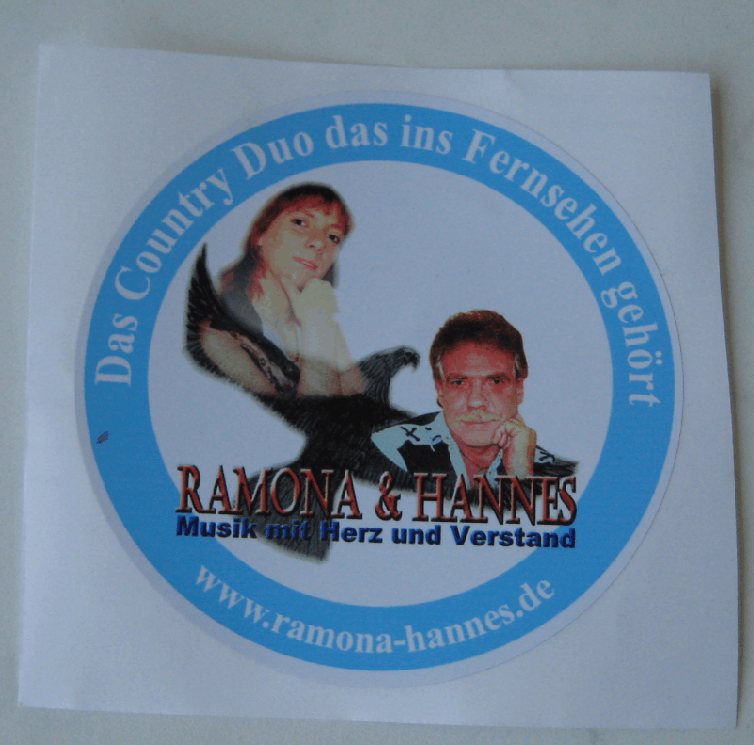 Das Country Duo das ins Fernsehen gehört
RAMONA & HANNES
Musik mit Herz und Verstand
www.ramona-hannes.de